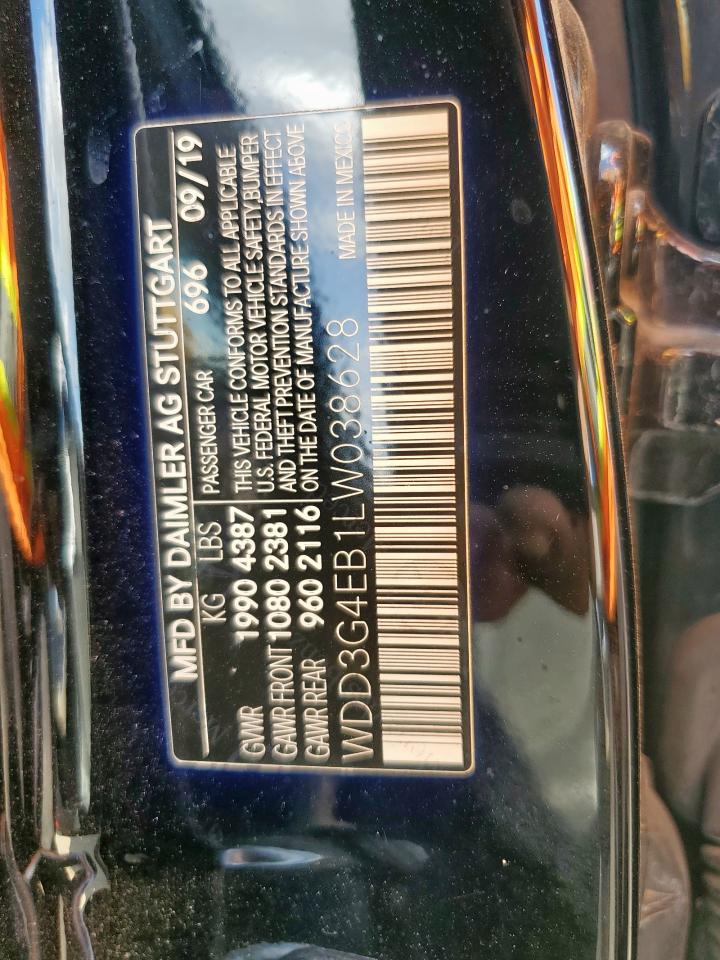 MFD BY DAIMLER AG STUTTGART
KG LBS PASSENGER CAR 696 09/19
GWR 1990 4387 THIS VEHICLE CONFORMS TO ALL APPLICABLE
U.S. FEDERAL MOTOR VEHICLE SAFETY,BUMPER
GAWR FRONT 1080 2381 AND THEFT PREVENTION STANDARDS IN EFFECT
GAWR REAR 960 2116 ON THE DATE OF MANUFACTURE SHOWN ABOVE
WDD3G4EB1LW038628 MADE IN MEXICO